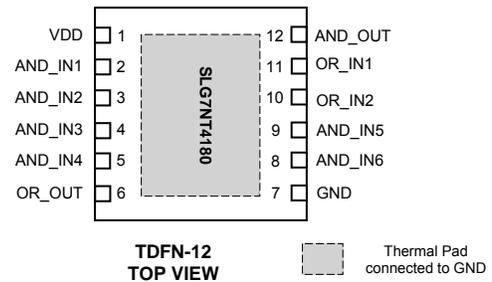 VDD 1 12 AND_OUT
AND_IN1 2 11 OR_IN1
AND_IN2 3 10 OR_IN2
AND_IN3 4 9 AND_IN5
AND_IN4 5 8 AND_IN6
OR_OUT 6 7 GND
SLG7NT4180
TDFN-12
TOP VIEW
Thermal Pad
connected to GND